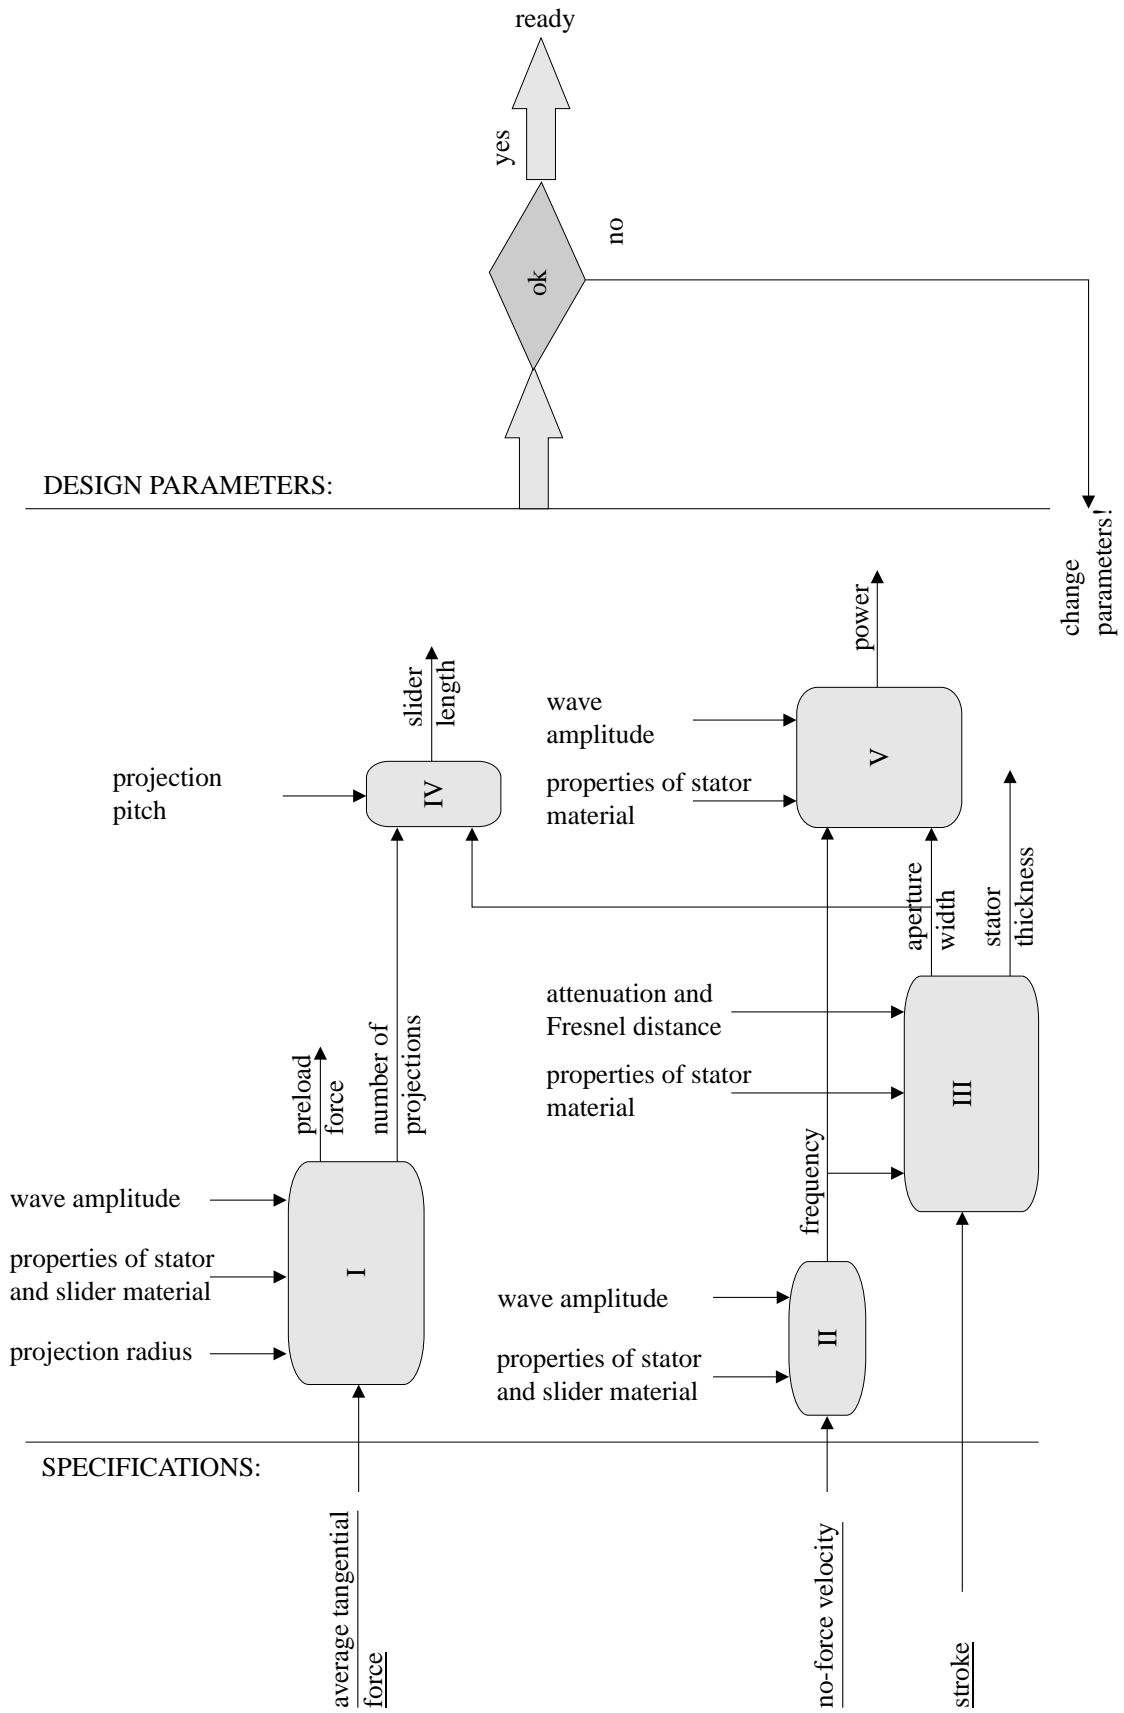 ready
yes
no
ok
DESIGN PARAMETERS:
change
parameters!
power
slider
length
wave
amplitude
projection
pitch
IV
properties of stator
material
V
aperture
width
stator
thickness
attenuation and
Fresnel distance
preload
force
number of
projections
properties of stator
material
III
frequency
wave amplitude
properties of stator
and slider material
I
projection radius
wave amplitude
properties of stator
and slider material
II
SPECIFICATIONS:
average tangential
force
no-force velocity
stroke